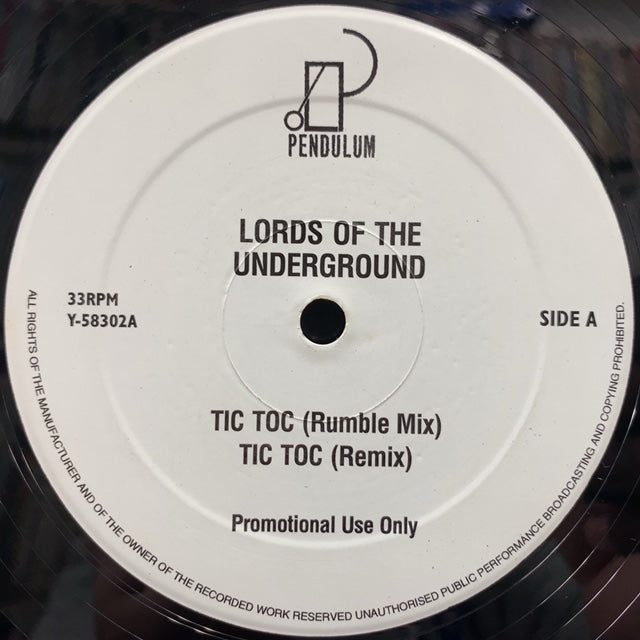 PENDULUM
LORDS OF THE
UNDERGROUND
33RPM
Y-58302A
SIDE A
TIC TOC (Rumble Mix)
TIC TOC (Remix)
Promotional Use Only
ALL RIGHTS OF THE MANUFACTURER AND OF THE OWNER OF THE RECORDED WORK RESERVED UNAUTHORISED PUBLIC PERFORMANCE BROADCASTING AND COPYING PROHIBITED.